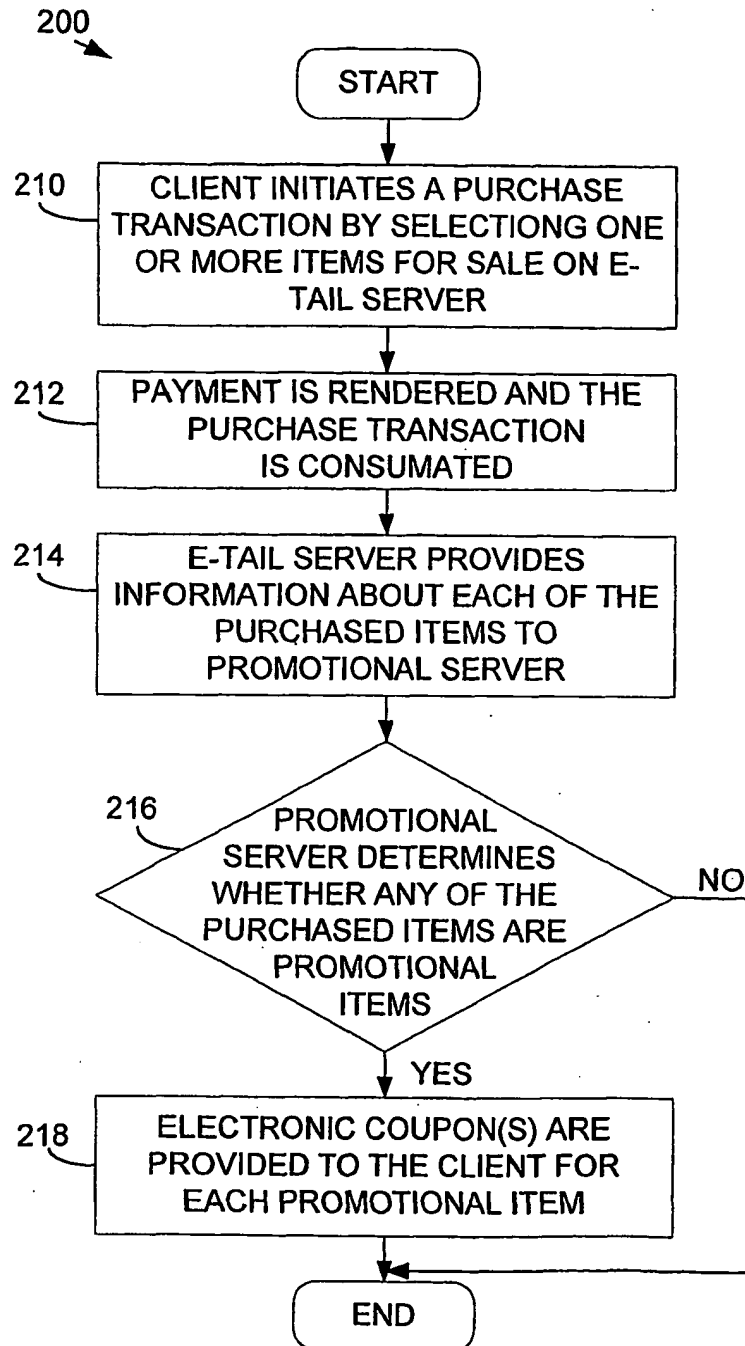 200
START
210
CLIENT INITIATES A PURCHASE
TRANSACTION BY SELECTIONG ONE
OR MORE ITEMS FOR SALE ON E-
TAIL SERVER
212
PAYMENT IS RENDERED AND THE
PURCHASE TRANSACTION
IS CONSUMATED
214
E-TAIL SERVER PROVIDES
INFORMATION ABOUT EACH OF THE
PURCHASED ITEMS TO
PROMOTIONAL SERVER
216
PROMOTIONAL
SERVER DETERMINES
WHETHER ANY OF THE
PURCHASED ITEMS ARE
PROMOTIONAL
ITEMS
NO
YES
218
ELECTRONIC COUPON(S) ARE
PROVIDED TO THE CLIENT FOR
EACH PROMOTIONAL ITEM
END